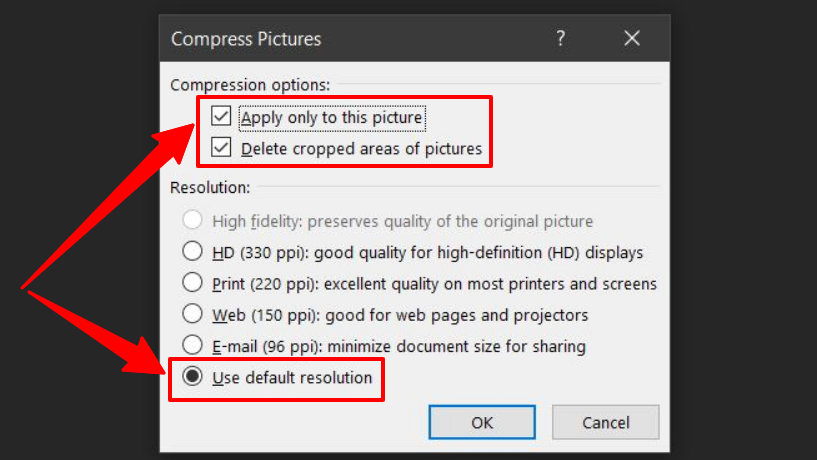 Compress Pictures ?
Compression options:
Apply only to this picture
Delete cropped areas of pictures
Resolution:
High fidelity: preserves quality of the original picture
HD (330 ppi): good quality for high-definition (HD) displays
Print (220 ppi): excellent quality on most printers and screens
Web (150 ppi): good for web pages and projectors
E-mail (96 ppi): minimize document size for sharing
Use default resolution
OK Cancel